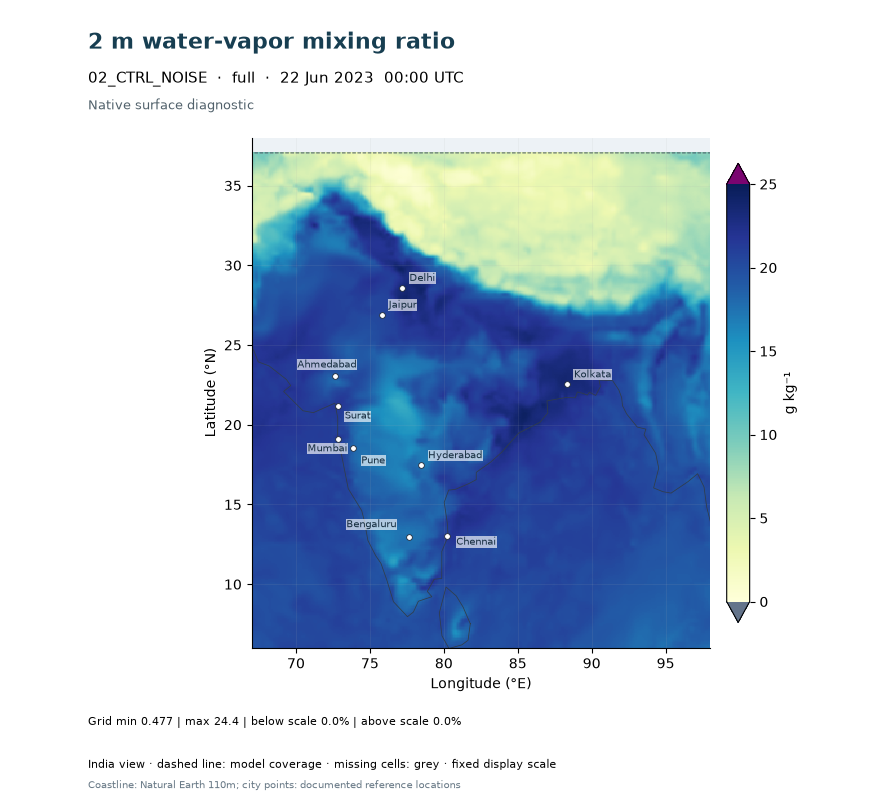 2 m water-vapor mixing ratio
02_CTRL_NOISE · full · 22 Jun 2023 00:00 UTC
Native surface diagnostic
35
30
25
20
15
10
Latitude (°N)
70
75
80
85
90
95
Longitude (°E)
Delhi
Jaipur
Ahmedabad
Surat
Kolkata
Mumbai
Pune
Hyderabad
Bengaluru
Chennai
25
20
15
10
5
0
g kg⁻¹
Grid min 0.477 | max 24.4 | below scale 0.0% | above scale 0.0%
India view · dashed line: model coverage · missing cells: grey · fixed display scale
Coastline: Natural Earth 110m; city points: documented reference locations